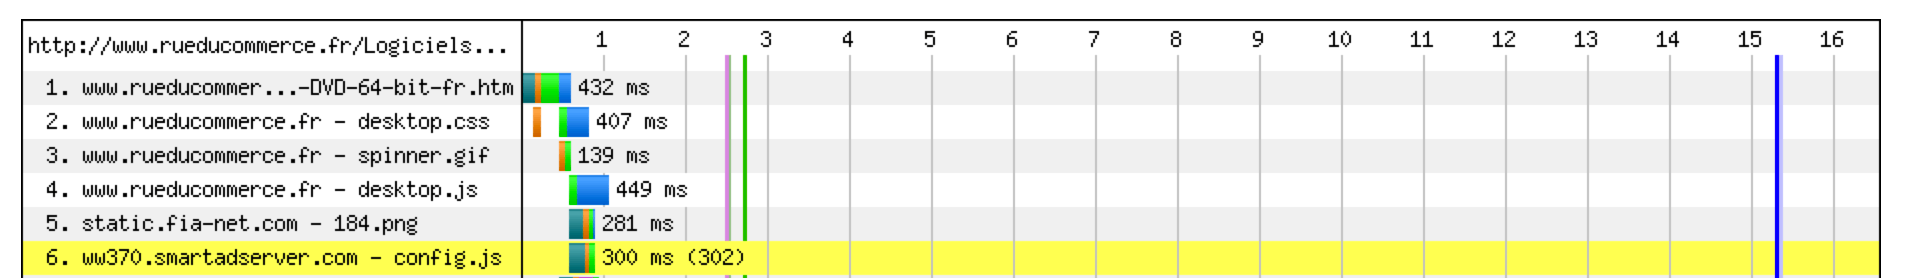 http://www.rueducommerce.fr/Logiciels... 1 2 3 4 5 6 7 8 9 10 11 12 13 14 15 16
1. www.rueducommer...-DVD-64-bit-fr.htm 432 ms
2. www.rueducommerce.fr - desktop.css 407 ms
3. www.rueducommerce.fr - spinner.gif 139 ms
4. www.rueducommerce.fr - desktop.js 449 ms
5. static.fia-net.com - 184.png 281 ms
6. ww370.smartadserver.com - config.js 300 ms (302)